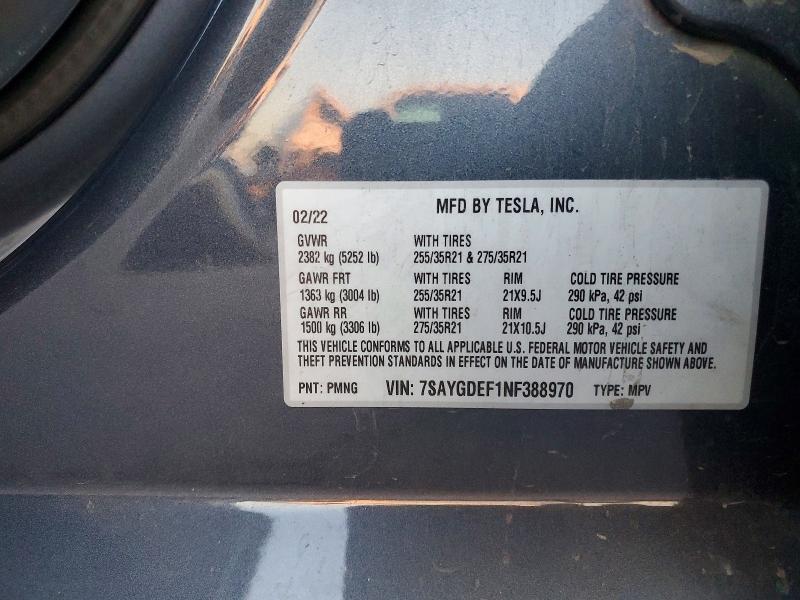 MFD BY TESLA, INC.
02/22
GVWR WITH TIRES
2382 kg (5252 lb) 255/35R21 & 275/35R21
GAWR FRT WITH TIRES RIM COLD TIRE PRESSURE
1363 kg (3004 lb) 255/35R21 21X9.5J 290 kPa, 42 psi
GAWR RR WITH TIRES RIM COLD TIRE PRESSURE
1500 kg (3306 lb) 275/35R21 21X10.5J 290 kPa, 42 psi
THIS VEHICLE CONFORMS TO ALL APPLICABLE U.S. FEDERAL MOTOR VEHICLE SAFETY AND
THEFT PREVENTION STANDARDS IN EFFECT ON THE DATE OF MANUFACTURE SHOWN ABOVE.
PNT: PMNG VIN: 7SAYGDEF1NF388970 TYPE: MPV